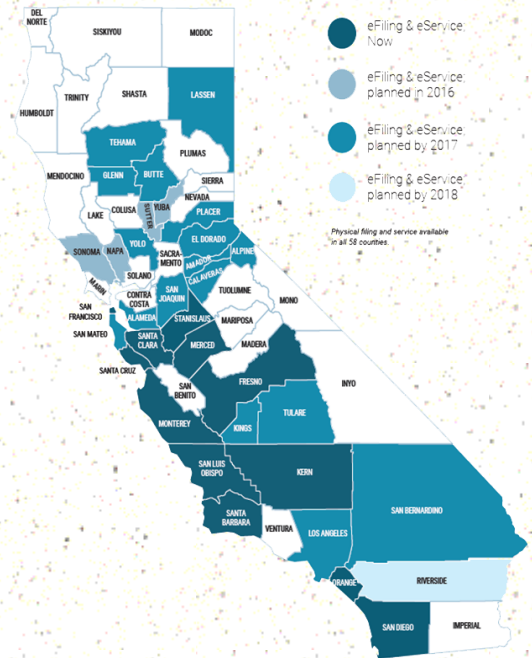 DEL
NORTE
SISKIYOU
MODOC
eFiling & eService;
Now
HUMBOLDT
TRINITY
SHASTA
LASSEN
eFiling & eService;
planned in 2016
TEHAMA
PLUMAS
eFiling & eService;
planned by 2017
MENDOCINO
GLENN
BUTTE
SIERRA
NEVADA
eFiling & eService;
planned by 2018
LAKE
COLUSA
SUTTER
YUBA
PLACER
Physical filing and service available
in all 58 counties.
SONOMA
NAPA
YOLO
SACRA-
MENTO
EL DORADO
ALPINE
AMADOR
SOLANO
CALAVERAS
MARIN
CONTRA
COSTA
SAN
JOAQUIN
TUOLUMNE
MONO
SAN
FRANCISCO
ALAMEDA
STANISLAUS
MARIPOSA
SAN MATEO
SANTA
CLARA
MERCED
MADERA
SANTA CRUZ
SAN
BENITO
FRESNO
INYO
MONTEREY
KINGS
TULARE
SAN LUIS
OBISPO
KERN
SANTA
BARBARA
VENTURA
LOS ANGELES
SAN BERNARDINO
ORANGE
RIVERSIDE
SAN DIEGO
IMPERIAL